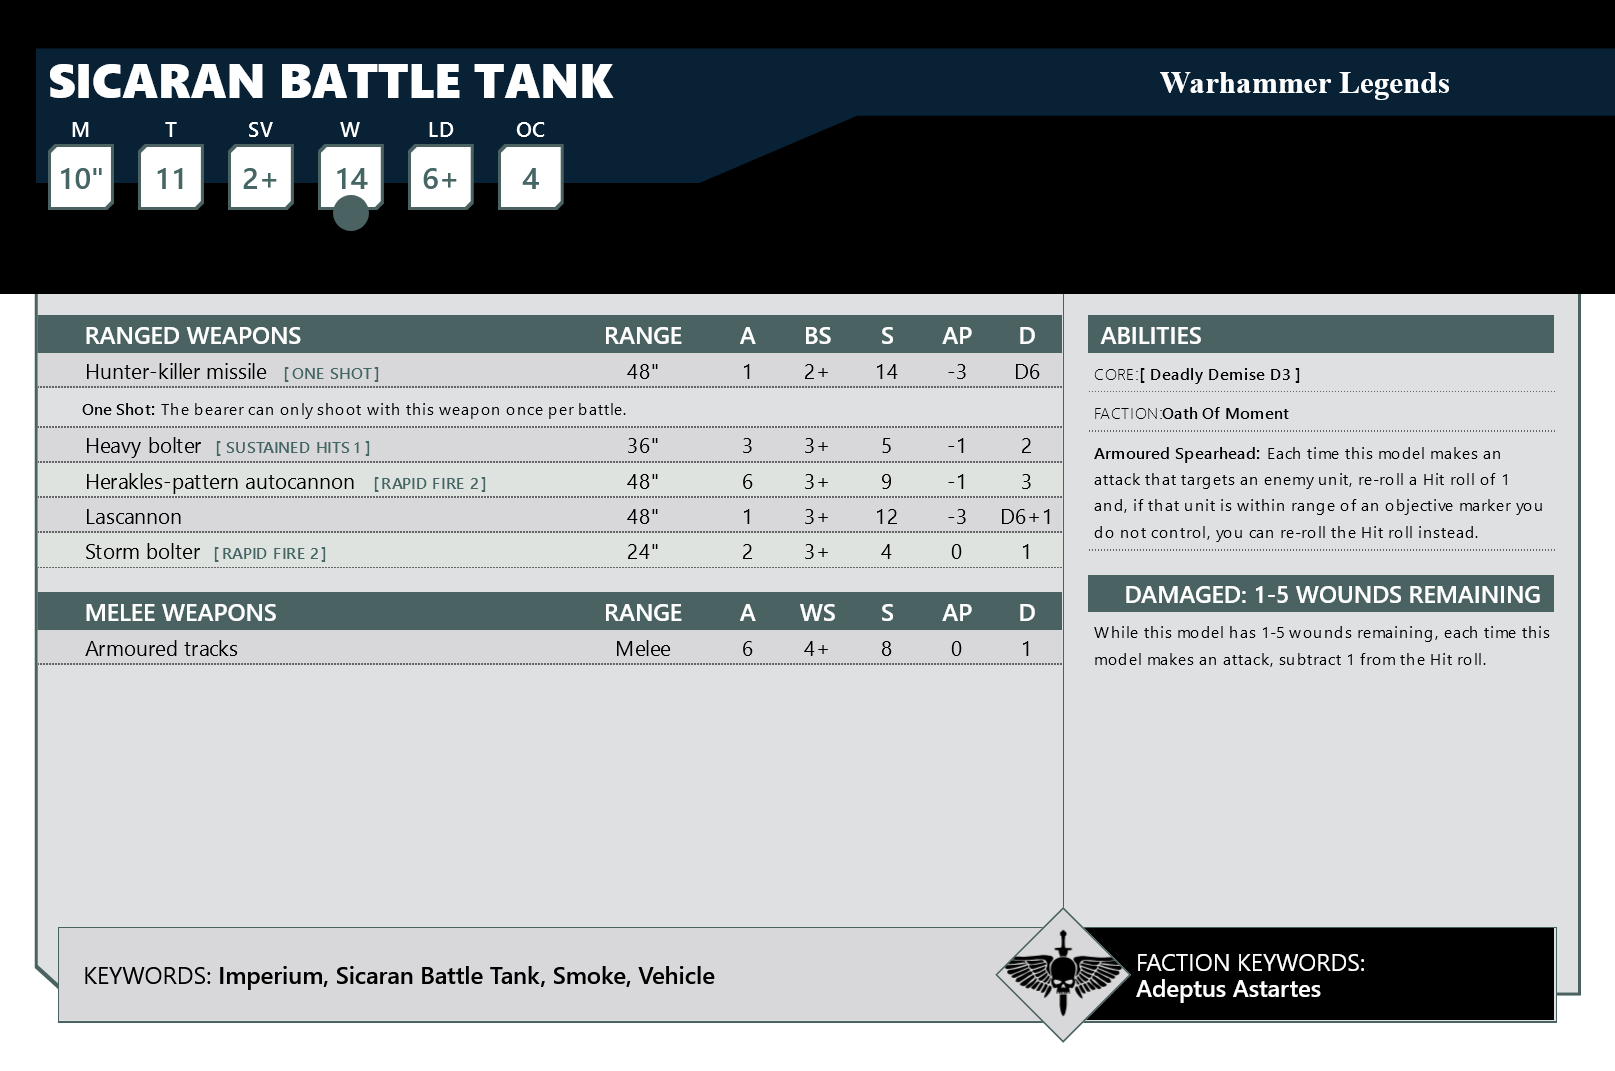 SICARAN BATTLE TANK
Warhammer Legends
M T SV W LD OC
10" 11 2+ 14 6+ 4
RANGED WEAPONS RANGE A BS S AP D
Hunter-killer missile [ONE SHOT] 48" 1 2+ 14 -3 D6
One Shot: The bearer can only shoot with this weapon once per battle.
Heavy bolter [SUSTAINED HITS 1] 36" 3 3+ 5 -1 2
Herakles-pattern autocannon [RAPID FIRE 2] 48" 6 3+ 9 -1 3
Lascannon 48" 1 3+ 12 -3 D6+1
Storm bolter [RAPID FIRE 2] 24" 2 3+ 4 0 1
MELEE WEAPONS RANGE A WS S AP D
Armoured tracks Melee 6 4+ 8 0 1
ABILITIES
CORE:[ Deadly Demise D3 ]
FACTION:Oath Of Moment
Armoured Spearhead: Each time this model makes an
attack that targets an enemy unit, re-roll a Hit roll of 1
and, if that unit is within range of an objective marker you
do not control, you can re-roll the Hit roll instead.
DAMAGED: 1-5 WOUNDS REMAINING
While this model has 1-5 wounds remaining, each time this
model makes an attack, subtract 1 from the Hit roll.
KEYWORDS: Imperium, Sicaran Battle Tank, Smoke, Vehicle
FACTION KEYWORDS:
Adeptus Astartes